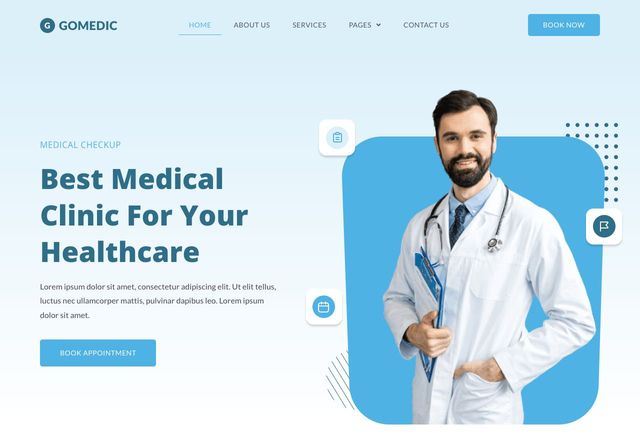 G GOMEDIC
HOME ABOUT US SERVICES PAGES CONTACT US
BOOK NOW
MEDICAL CHECKUP
Best Medical
Clinic For Your
Healthcare
Lorem ipsum dolor sit amet, consectetur adipiscing elit. Ut elit tellus,
luctus nec ullamcorper mattis, pulvinar dapibus leo. Lorem ipsum
dolor sit amet.
BOOK APPOINTMENT